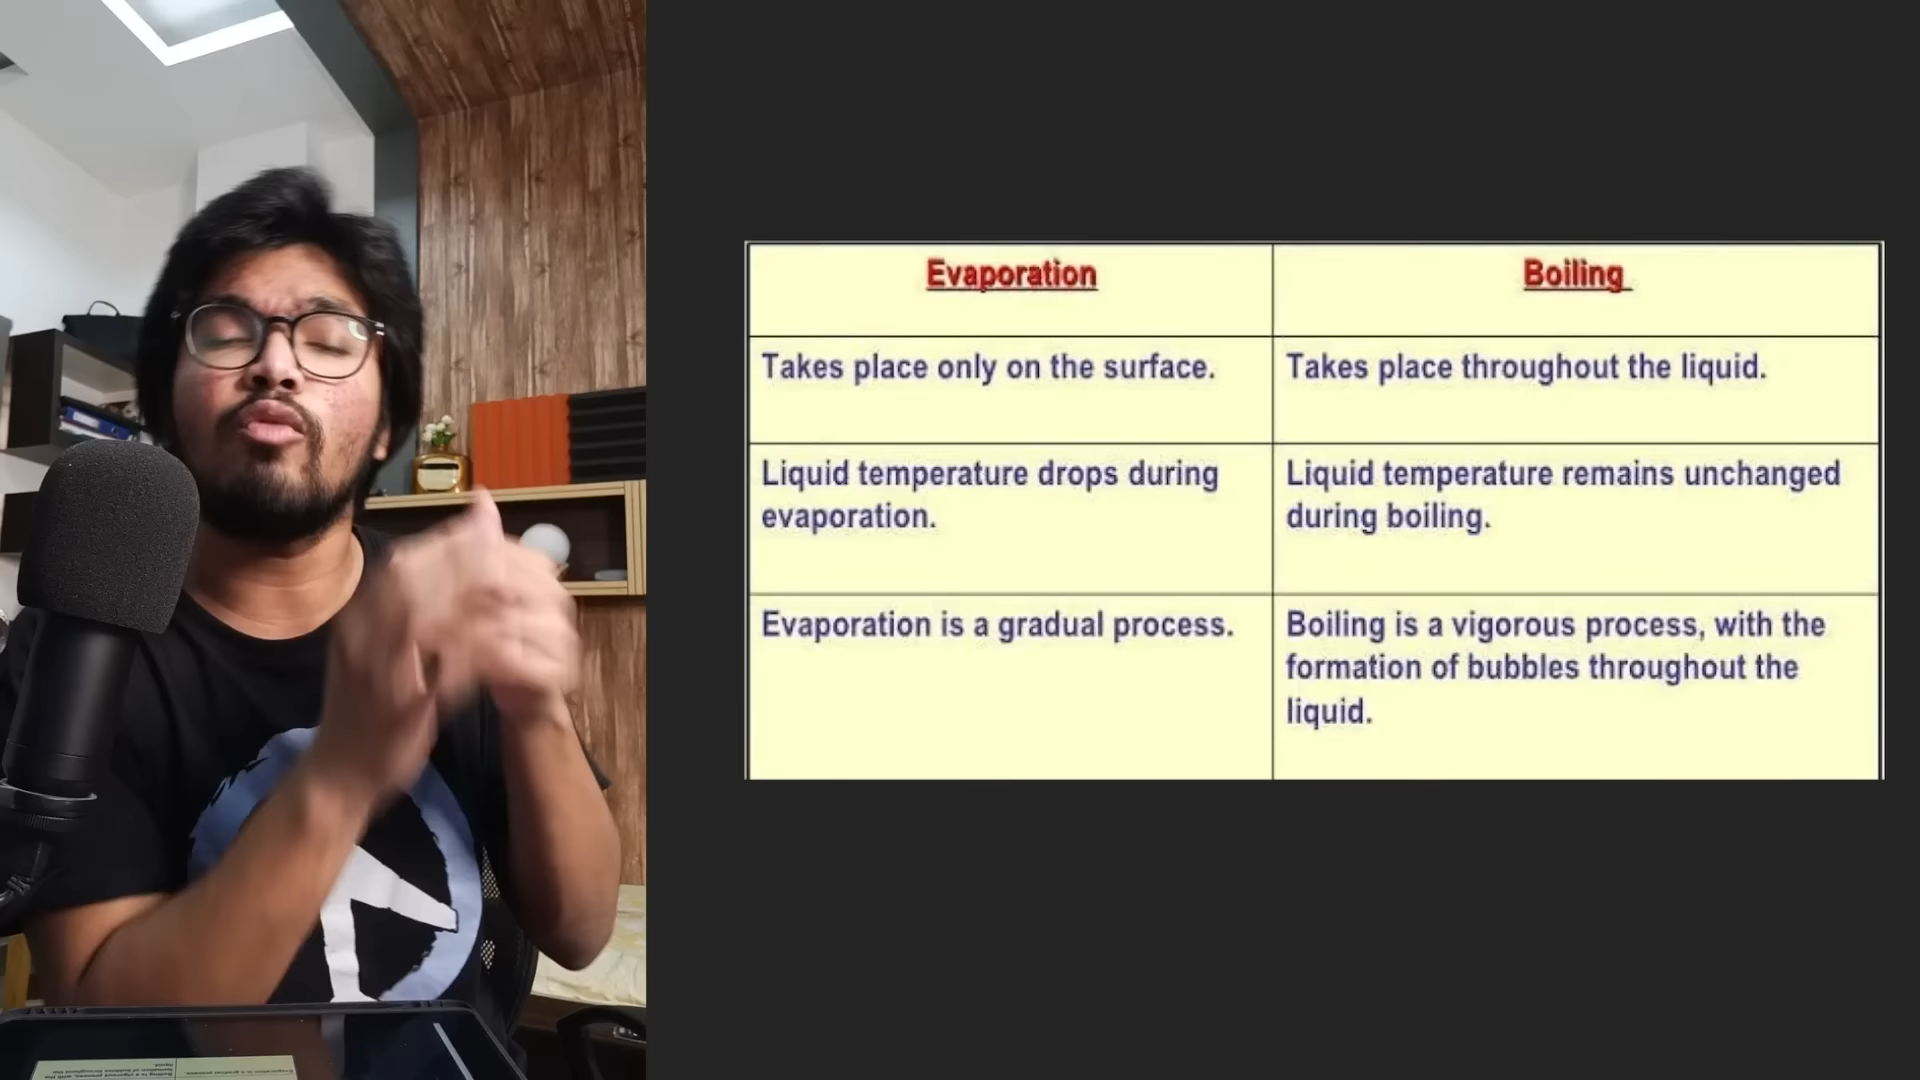 Evaporation
Boiling
Takes place only on the surface.
Takes place throughout the liquid.
Liquid temperature drops during
evaporation.
Liquid temperature remains unchanged
during boiling.
Evaporation is a gradual process.
Boiling is a vigorous process, with the
formation of bubbles throughout the
liquid.